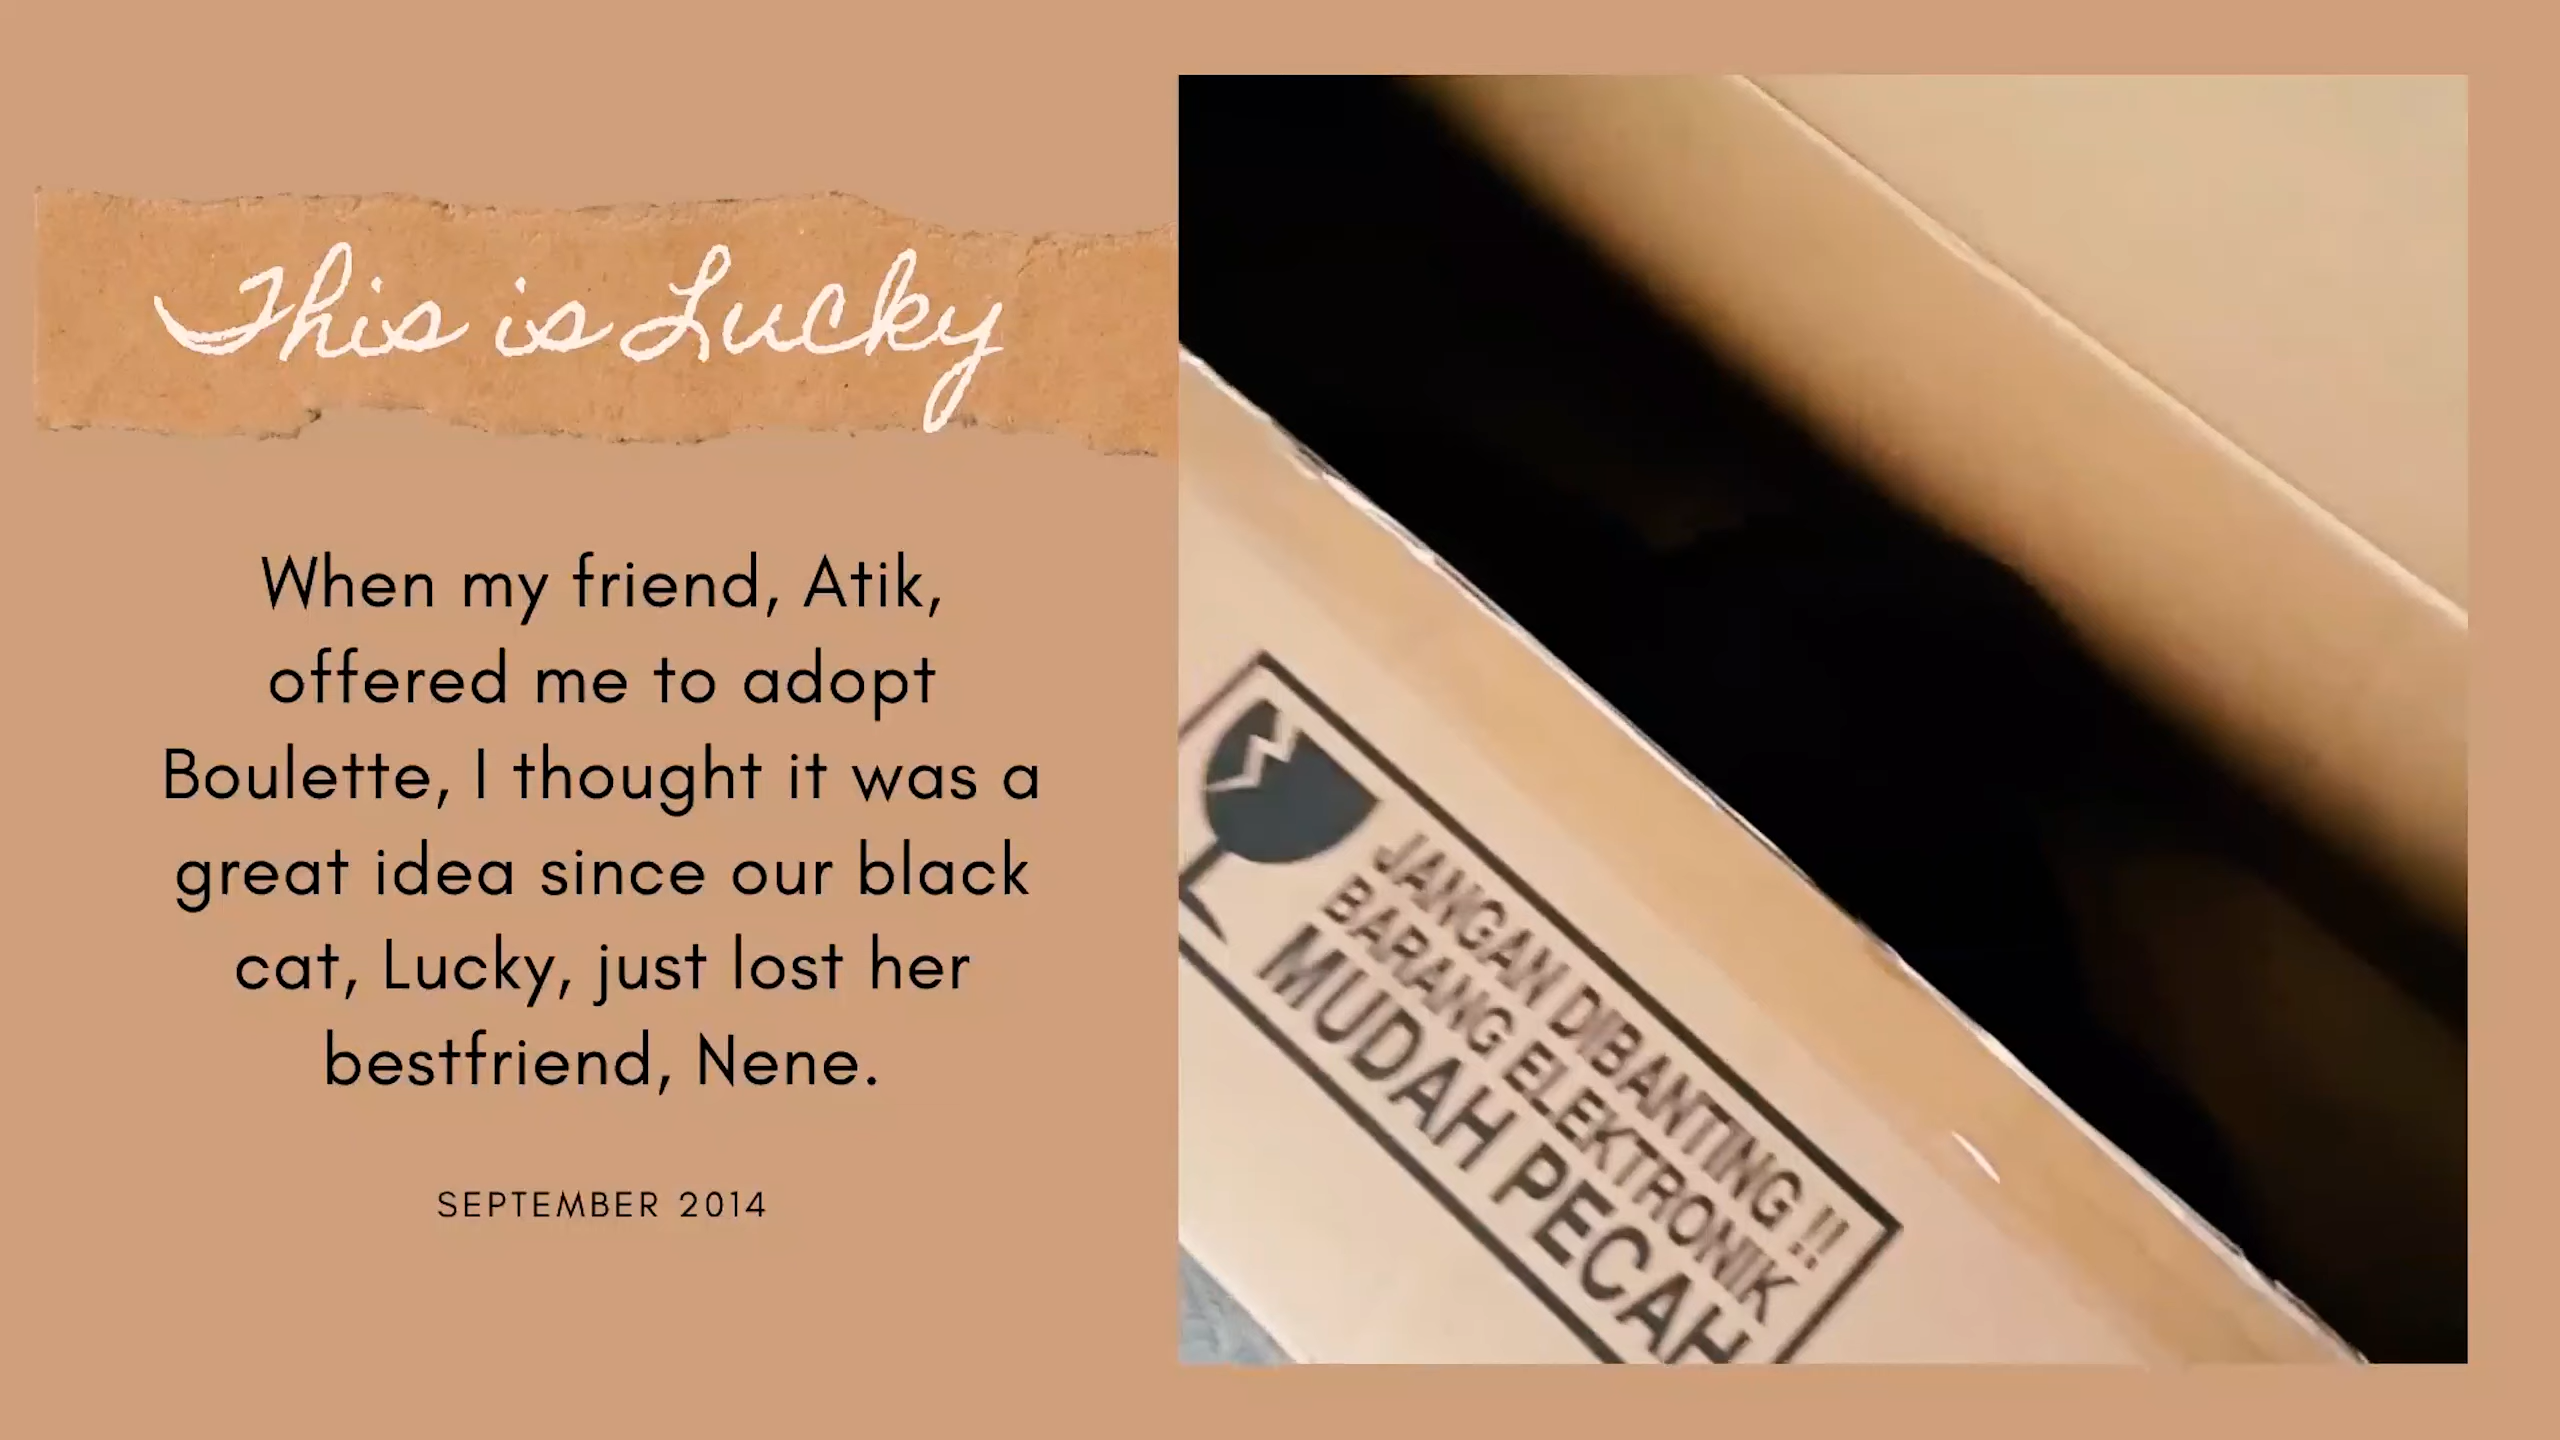 This is Lucky
When my friend, Atik,
offered me to adopt
Boulette, I thought it was a
great idea since our black
cat, Lucky, just lost her
bestfriend, Nene.
SEPTEMBER 2014
JANGAN DIBANTING !!
BARANG ELEKTRONIK
MUDAH PECAH